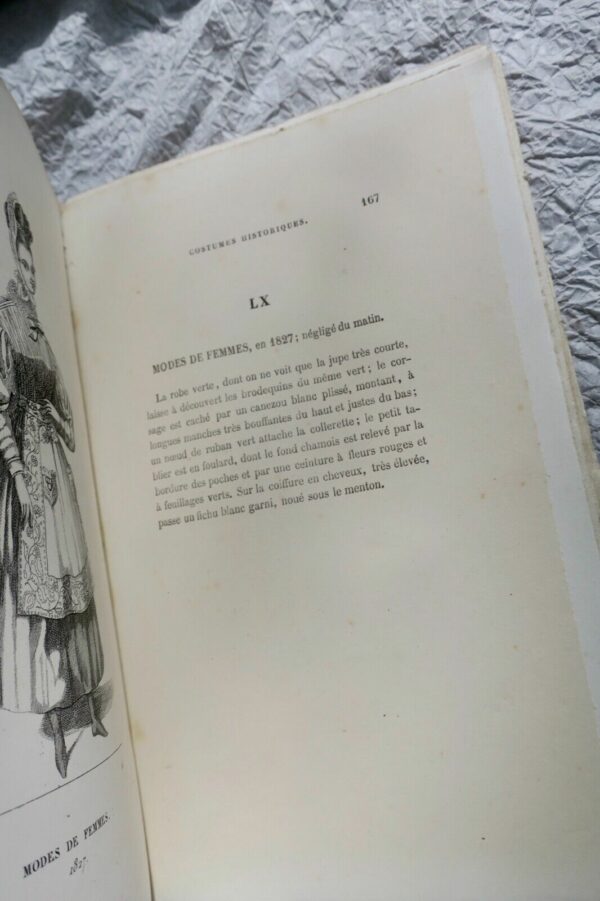 MODES DE FEMMES.
1827.
COSTUMES HISTORIQUES.
167
LX
MODES DE FEMMES, en 1827; négligé du matin.
La robe verte, dont on ne voit que la jupe très courte,
laisse à découvert les brodequins du même vert; le cor-
sage est caché par un canezou blanc plissé, montant, à
longues manches très bouffantes du haut et justes du bas;
un nœud de ruban vert attache la collerette; le petit ta-
blier est en foulard, dont le fond chamois est relevé par la
bordure des poches et par une ceinture à fleurs rouges et
à feuillages verts. Sur la coiffure en cheveux, très élevée,
passe un fichu blanc garni, noué sous le menton.